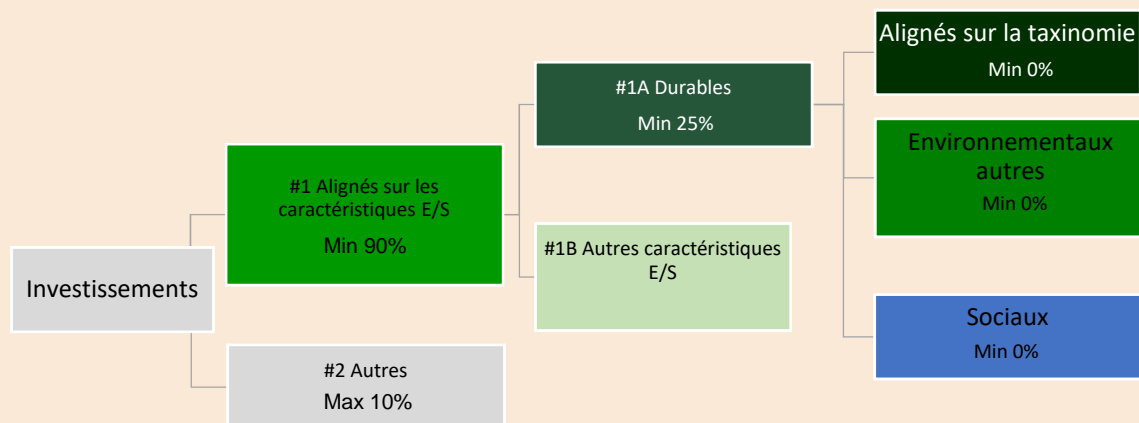 Investissements
#1 Alignés sur les
caractéristiques E/S
Min 90%
#2 Autres
Max 10%
#1A Durables
Min 25%
#1B Autres caractéristiques
E/S
Alignés sur la taxinomie
Min 0%
Environnementaux
autres
Min 0%
Sociaux
Min 0%